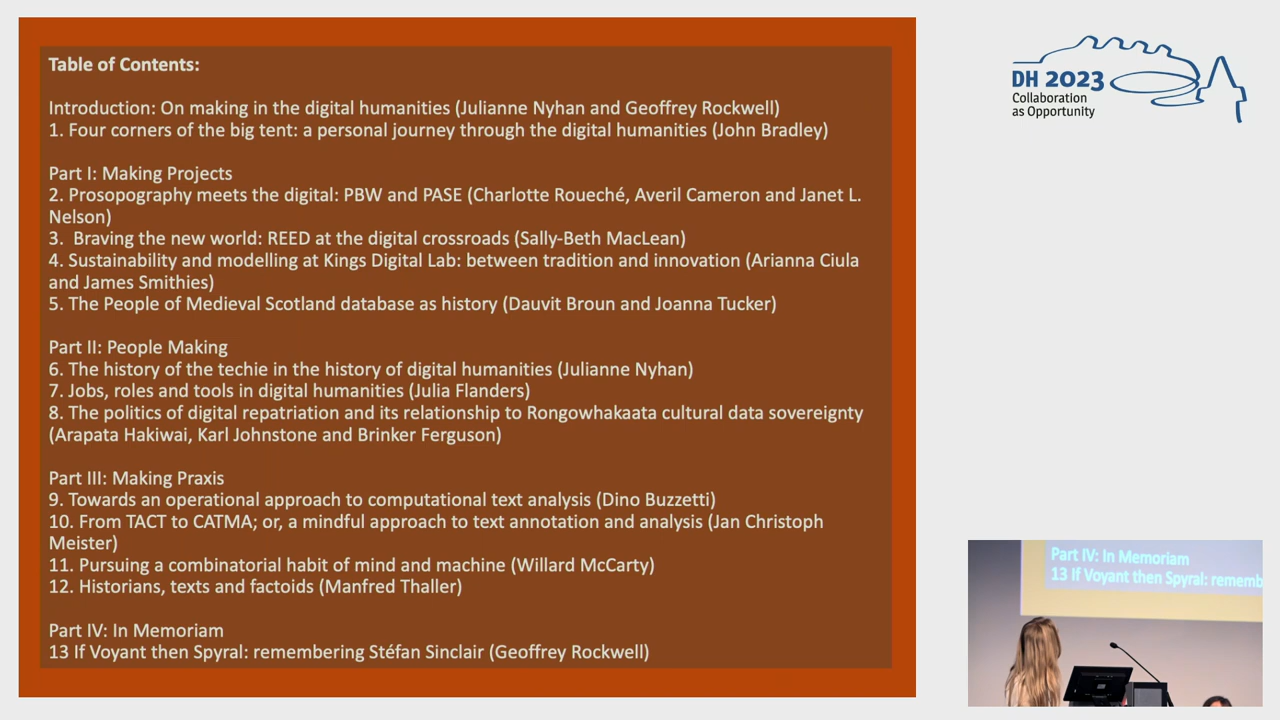 Table of Contents:
Introduction: On making in the digital humanities (Julianne Nyhan and Geoffrey Rockwell)
1. Four corners of the big tent: a personal journey through the digital humanities (John Bradley)
Part I: Making Projects
2. Prosopography meets the digital: PBW and PASE (Charlotte Roueché, Averil Cameron and Janet L.
Nelson)
3.  Braving the new world: REED at the digital crossroads (Sally-Beth MacLean)
4. Sustainability and modelling at Kings Digital Lab: between tradition and innovation (Arianna Ciula
and James Smithies)
5. The People of Medieval Scotland database as history (Dauvit Broun and Joanna Tucker)
Part II: People Making
6. The history of the techie in the history of digital humanities (Julianne Nyhan)
7. Jobs, roles and tools in digital humanities (Julia Flanders)
8. The politics of digital repatriation and its relationship to Rongowhakaata cultural data sovereignty
(Arapata Hakiwai, Karl Johnstone and Brinker Ferguson)
Part III: Making Praxis
9. Towards an operational approach to computational text analysis (Dino Buzzetti)
10. From TACT to CATMA; or, a mindful approach to text annotation and analysis (Jan Christoph
Meister)
11. Pursuing a combinatorial habit of mind and machine (Willard McCarty)
12. Historians, texts and factoids (Manfred Thaller)
Part IV: In Memoriam
13 If Voyant then Spyral: remembering Stéfan Sinclair (Geoffrey Rockwell)
DH 2023
Collaboration
as Opportunity
Part IV: In Memoriam
13 If Voyant then Spyral: rememb